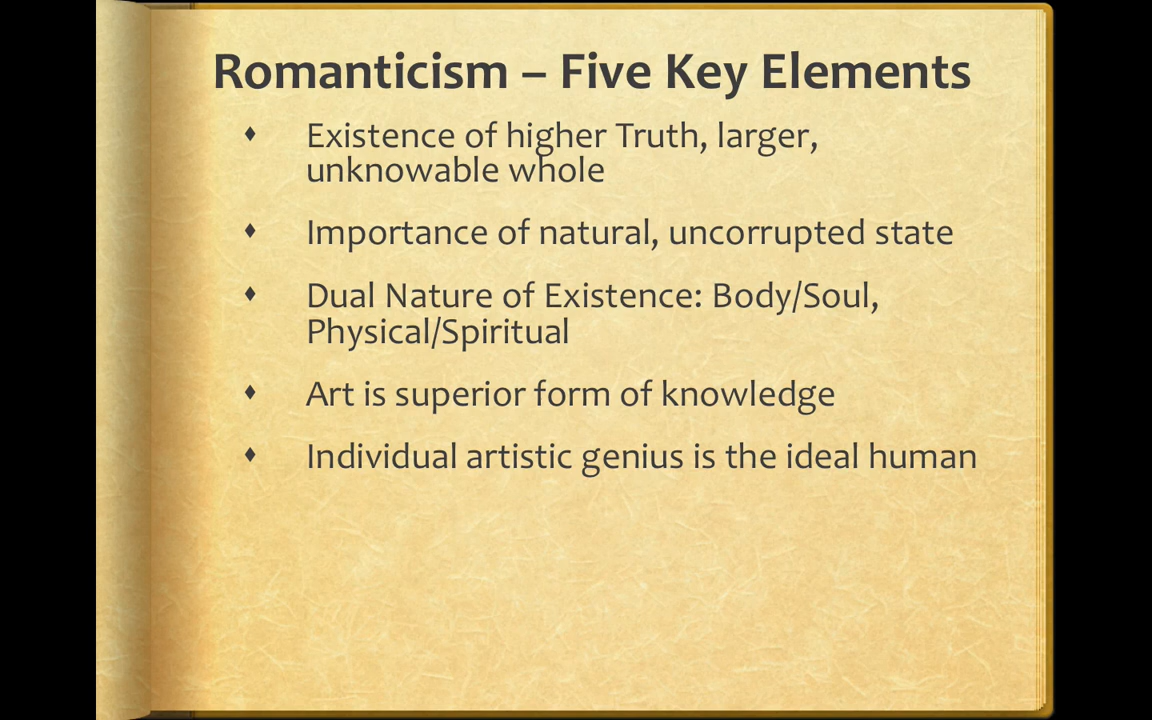 Romanticism – Five Key Elements
♦ Existence of higher Truth, larger,
unknowable whole
♦ Importance of natural, uncorrupted state
♦ Dual Nature of Existence: Body/Soul,
Physical/Spiritual
♦ Art is superior form of knowledge
♦ Individual artistic genius is the ideal human